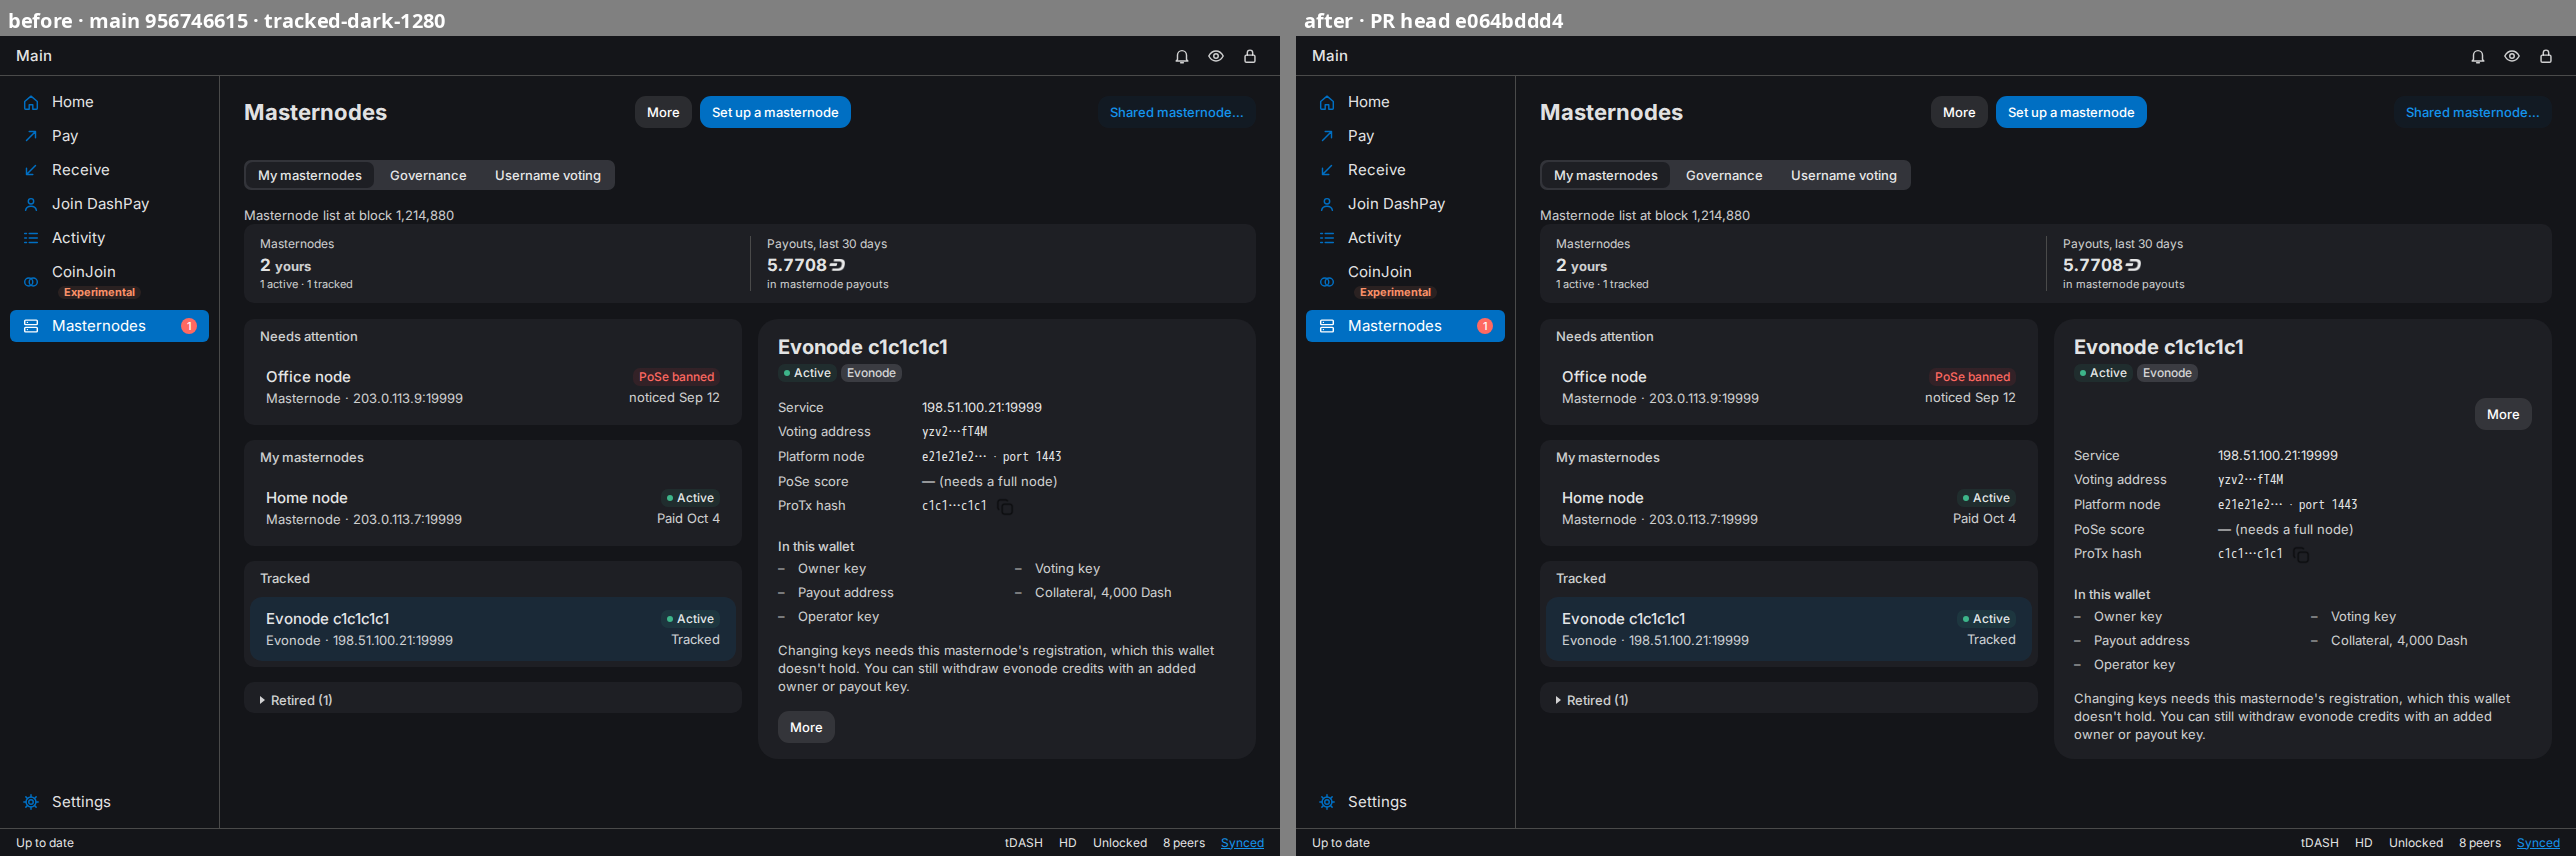 before · main 956746615 · tracked-dark-1280
Main
Home
Pay
Receive
Join DashPay
Activity
CoinJoin
Experimental
Masternodes 1
Settings
Masternodes More Set up a masternode Shared masternode...
My masternodes Governance Username voting
Masternode list at block 1,214,880
Masternodes
2 yours
1 active · 1 tracked
Payouts, last 30 days
5.7708
in masternode payouts
Needs attention
Office node PoSe banned
Masternode · 203.0.113.9:19999 noticed Sep 12
My masternodes
Home node Active
Masternode · 203.0.113.7:19999 Paid Oct 4
Tracked
Evonode c1c1c1c1 Active
Evonode · 198.51.100.21:19999 Tracked
Retired (1)
Evonode c1c1c1c1
Active Evonode
Service 198.51.100.21:19999
Voting address yzv2···fT4M
Platform node e21e21e2··· · port 1443
PoSe score — (needs a full node)
ProTx hash c1c1···c1c1
In this wallet
– Owner key – Voting key
– Payout address – Collateral, 4,000 Dash
– Operator key
Changing keys needs this masternode's registration, which this wallet
doesn't hold. You can still withdraw evonode credits with an added
owner or payout key.
More
Up to date tDASH HD Unlocked 8 peers Synced
after · PR head e064bddd4
Main
Home
Pay
Receive
Join DashPay
Activity
CoinJoin
Experimental
Masternodes 1
Settings
Masternodes More Set up a masternode Shared masternode...
My masternodes Governance Username voting
Masternode list at block 1,214,880
Masternodes
2 yours
1 active · 1 tracked
Payouts, last 30 days
5.7708
in masternode payouts
Needs attention
Office node PoSe banned
Masternode · 203.0.113.9:19999 noticed Sep 12
My masternodes
Home node Active
Masternode · 203.0.113.7:19999 Paid Oct 4
Tracked
Evonode c1c1c1c1 Active
Evonode · 198.51.100.21:19999 Tracked
Retired (1)
Evonode c1c1c1c1
Active Evonode
More
Service 198.51.100.21:19999
Voting address yzv2···fT4M
Platform node e21e21e2··· · port 1443
PoSe score — (needs a full node)
ProTx hash c1c1···c1c1
In this wallet
– Owner key – Voting key
– Payout address – Collateral, 4,000 Dash
– Operator key
Changing keys needs this masternode's registration, which this wallet
doesn't hold. You can still withdraw evonode credits with an added
owner or payout key.
Up to date tDASH HD Unlocked 8 peers Synced